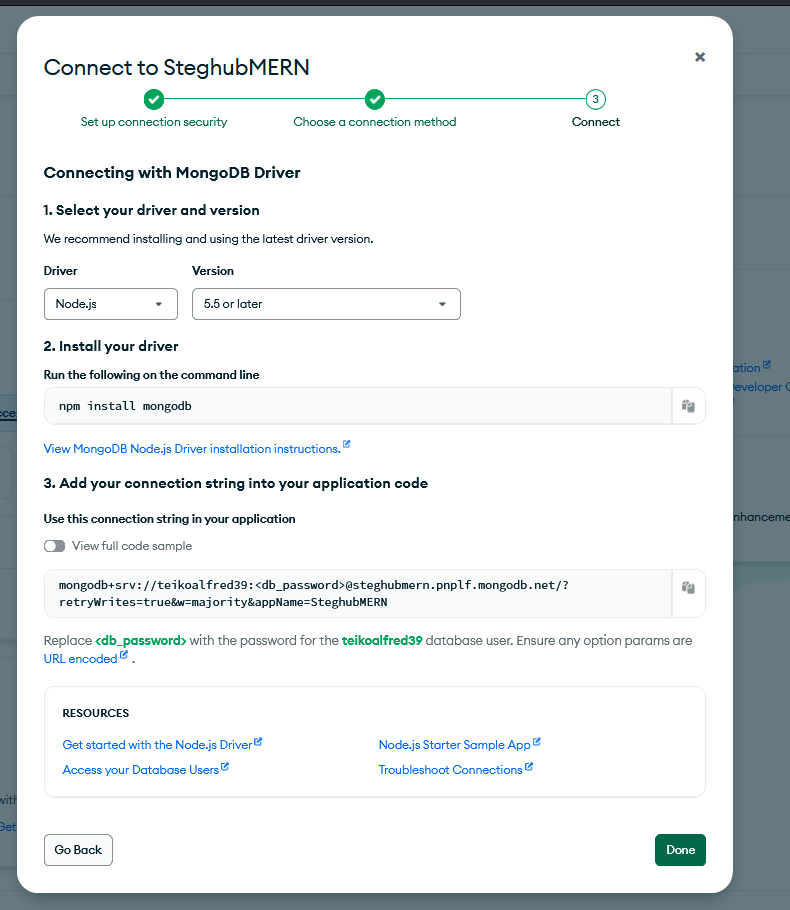 Connect to SteghubMERN
Set up connection security
Choose a connection method
3
Connect
Connecting with MongoDB Driver
1. Select your driver and version
We recommend installing and using the latest driver version.
Driver
Version
Node.js
5.5 or later
2. Install your driver
Run the following on the command line
npm install mongodb
View MongoDB Node.js Driver installation instructions.
3. Add your connection string into your application code
Use this connection string in your application
View full code sample
mongodb+srv://teikoalfred39:<db_password>@steghubmern.pnplf.mongodb.net/?
retryWrites=true&w=majority&appName=SteghubMERN
Replace <db_password> with the password for the teikoalfred39 database user. Ensure any option params are
URL encoded .
RESOURCES
Get started with the Node.js Driver
Node.js Starter Sample App
Access your Database Users
Troubleshoot Connections
Go Back
Done